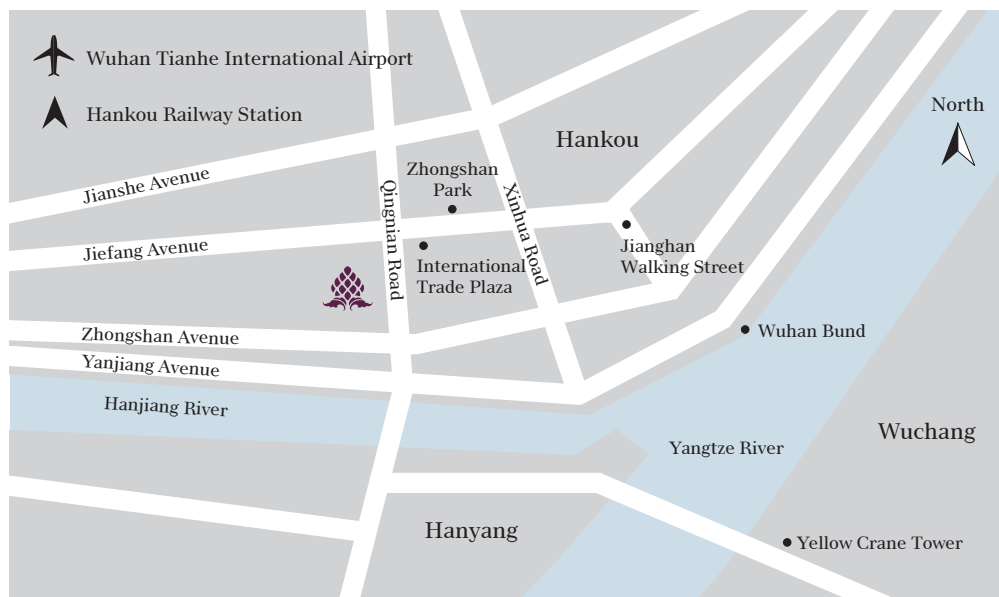 Wuhan Tianhe International Airport
Hankou Railway Station
North
Hankou
Zhongshan
Park
Jianshe Avenue
Qingnian Road
Xinhua Road
Jiefang Avenue
International
Trade Plaza
Jianghan
Walking Street
Zhongshan Avenue
Wuhan Bund
Yanjiang Avenue
Hanjiang River
Yangtze River
Wuchang
Hanyang
Yellow Crane Tower